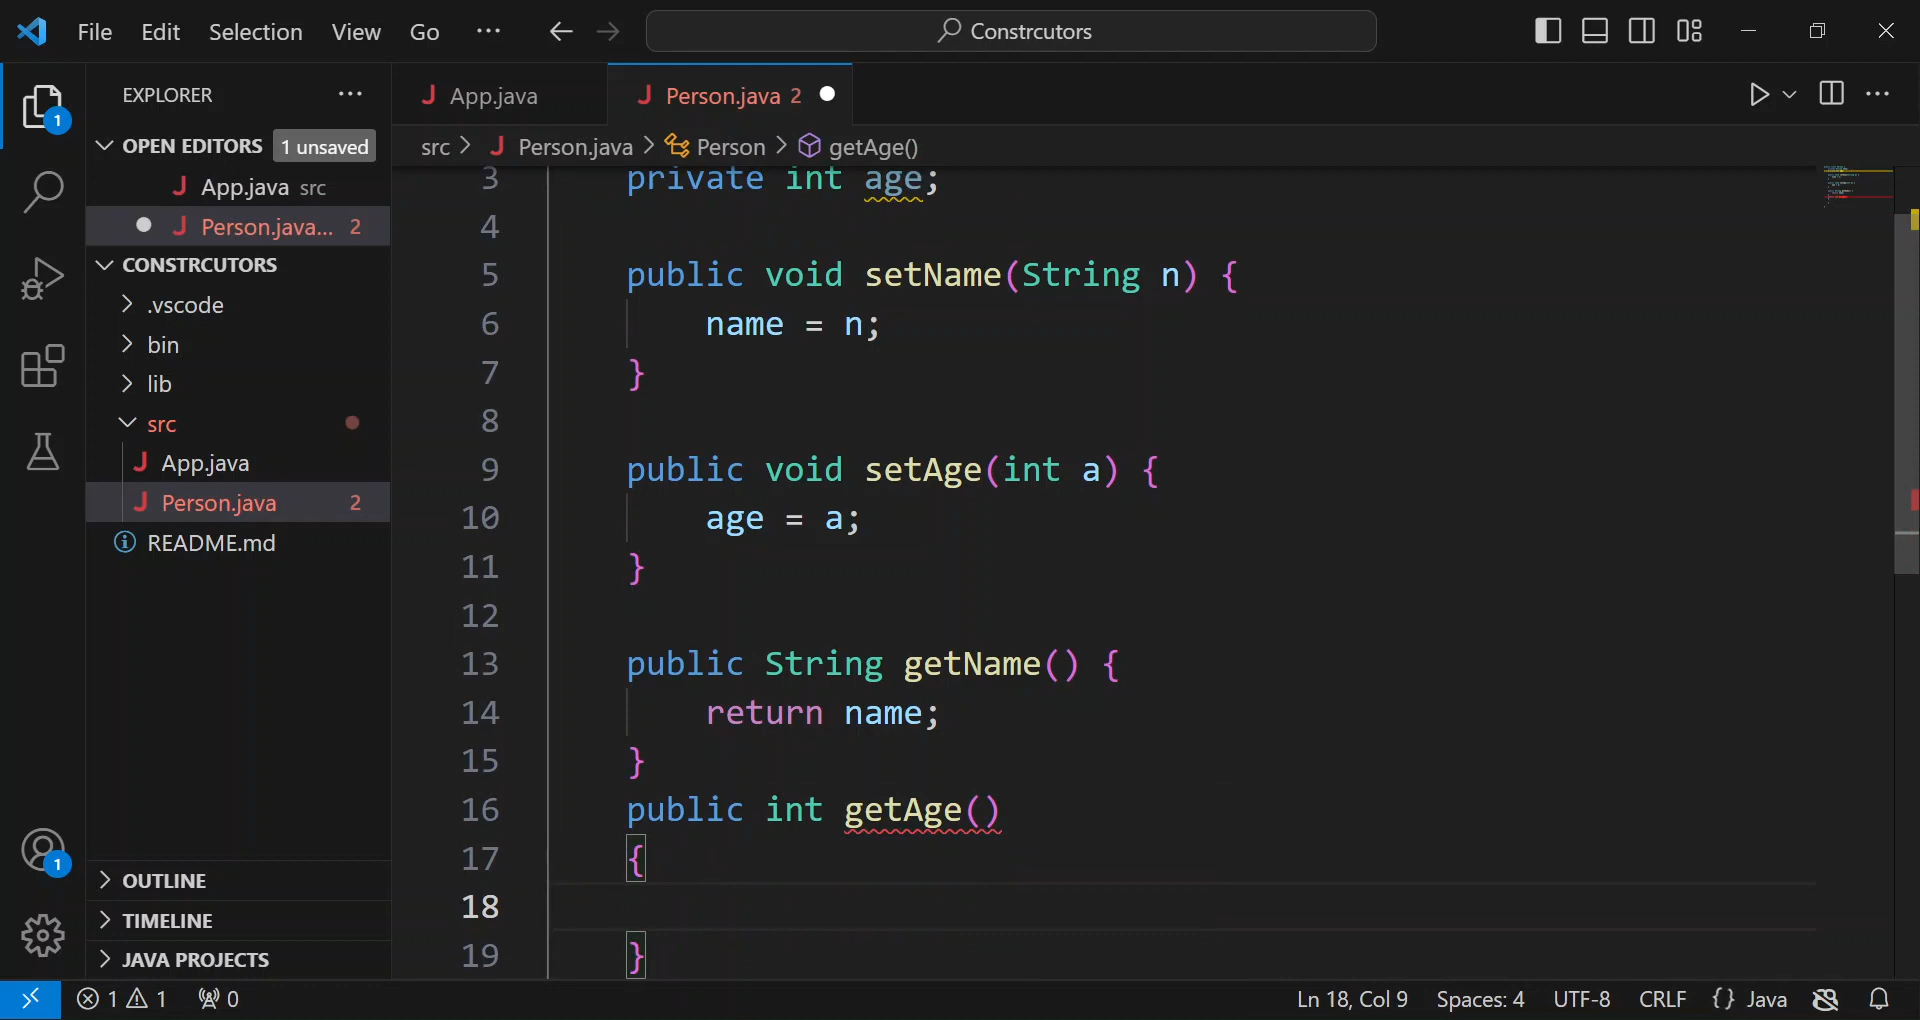 File Edit Selection View Go ··· Constrcutors
EXPLORER ···
App.java
Person.java 2
OPEN EDITORS 1 unsaved
src > Person.java > Person > getAge()
App.java src
Person.java... 2
CONSTRCUTORS
.vscode
bin
lib
src
App.java
Person.java 2
README.md
OUTLINE
TIMELINE
JAVA PROJECTS
1
1
3 private int age;
4
5 public void setName(String n) {
6 name = n;
7 }
8
9 public void setAge(int a) {
10 age = a;
11 }
12
13 public String getName() {
14 return name;
15 }
16 public int getAge()
17 {
18
19 }
1 1 0 Ln 18, Col 9 Spaces: 4 UTF-8 CRLF {} Java